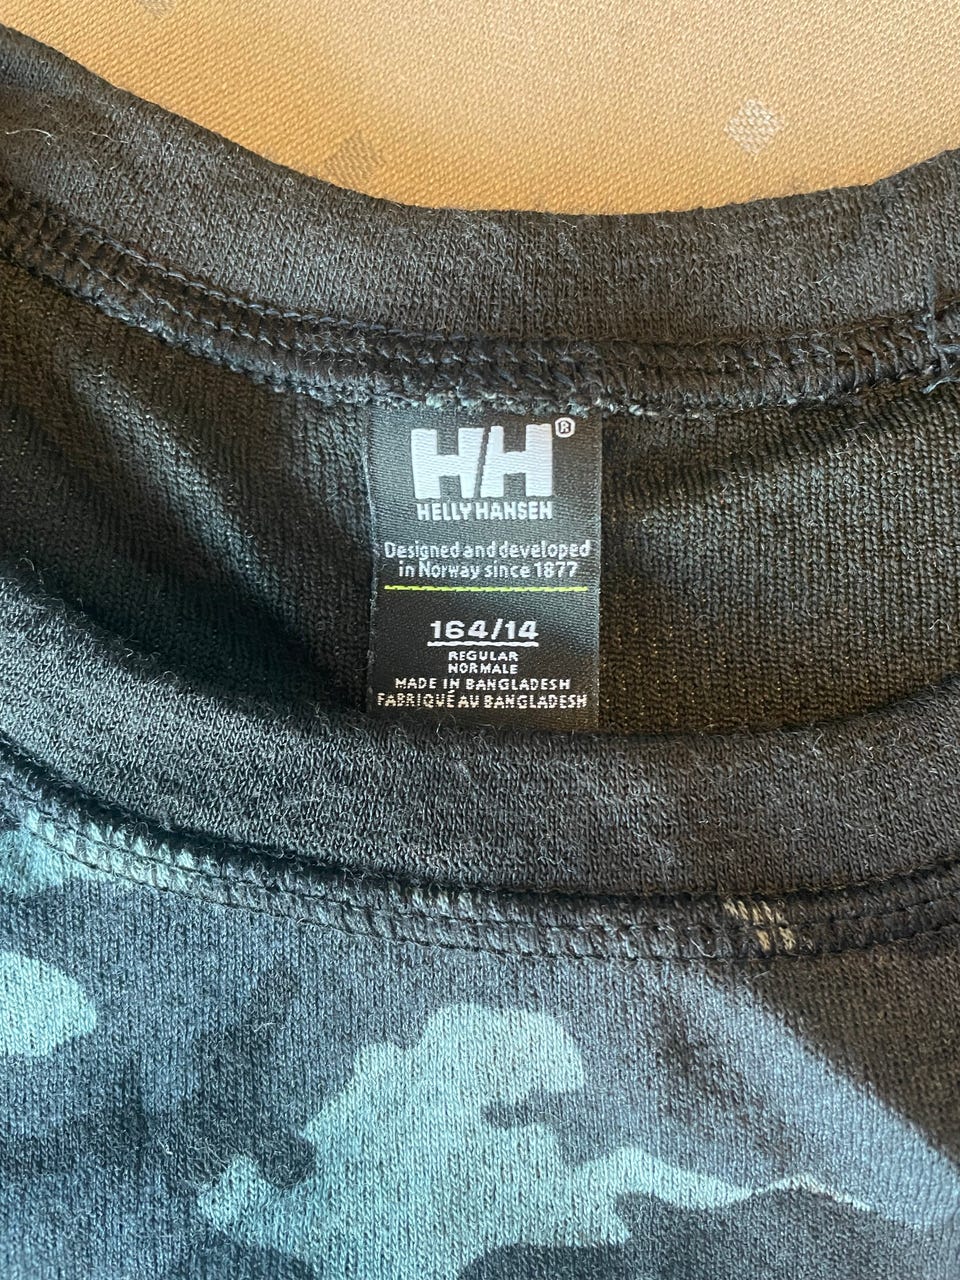 H/H®
HELLY HANSEN
Designed and developed
in Norway since 1877
164/14
REGULAR
NORMALE
MADE IN BANGLADESH
FABRIQUÉ AU BANGLADESH